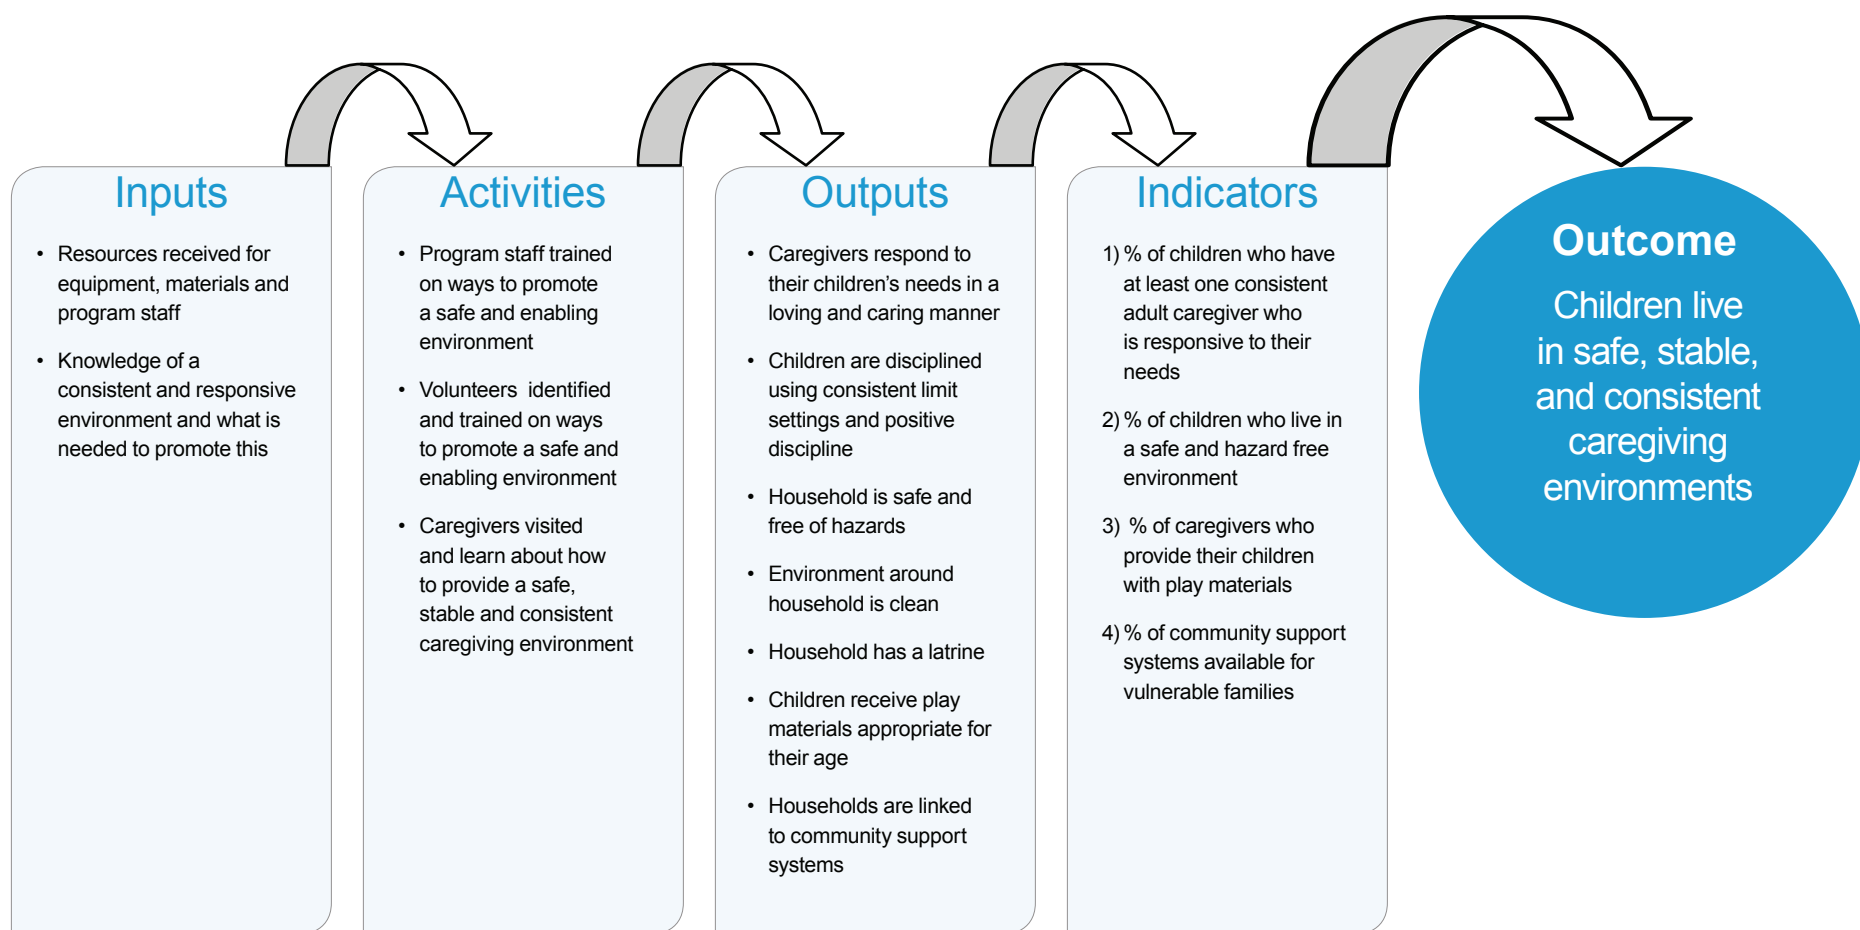 Inputs
• Resources received for
equipment, materials and
program staff
• Knowledge of a
consistent and responsive
environment and what is
needed to promote this
Activities
• Program staff trained
on ways to promote
a safe and enabling
environment
• Volunteers identified
and trained on ways
to promote a safe and
enabling environment
• Caregivers visited
and learn about how
to provide a safe,
stable and consistent
caregiving environment
Outputs
• Caregivers respond to
their children’s needs in a
loving and caring manner
• Children are disciplined
using consistent limit
settings and positive
discipline
• Household is safe and
free of hazards
• Environment around
household is clean
• Household has a latrine
• Children receive play
materials appropriate for
their age
• Households are linked
to community support
systems
Indicators
1) % of children who have
at least one consistent
adult caregiver who
is responsive to their
needs
2) % of children who live in
a safe and hazard free
environment
3) % of caregivers who
provide their children
with play materials
4) % of community support
systems available for
vulnerable families
Outcome
Children live
in safe, stable,
and consistent
caregiving
environments